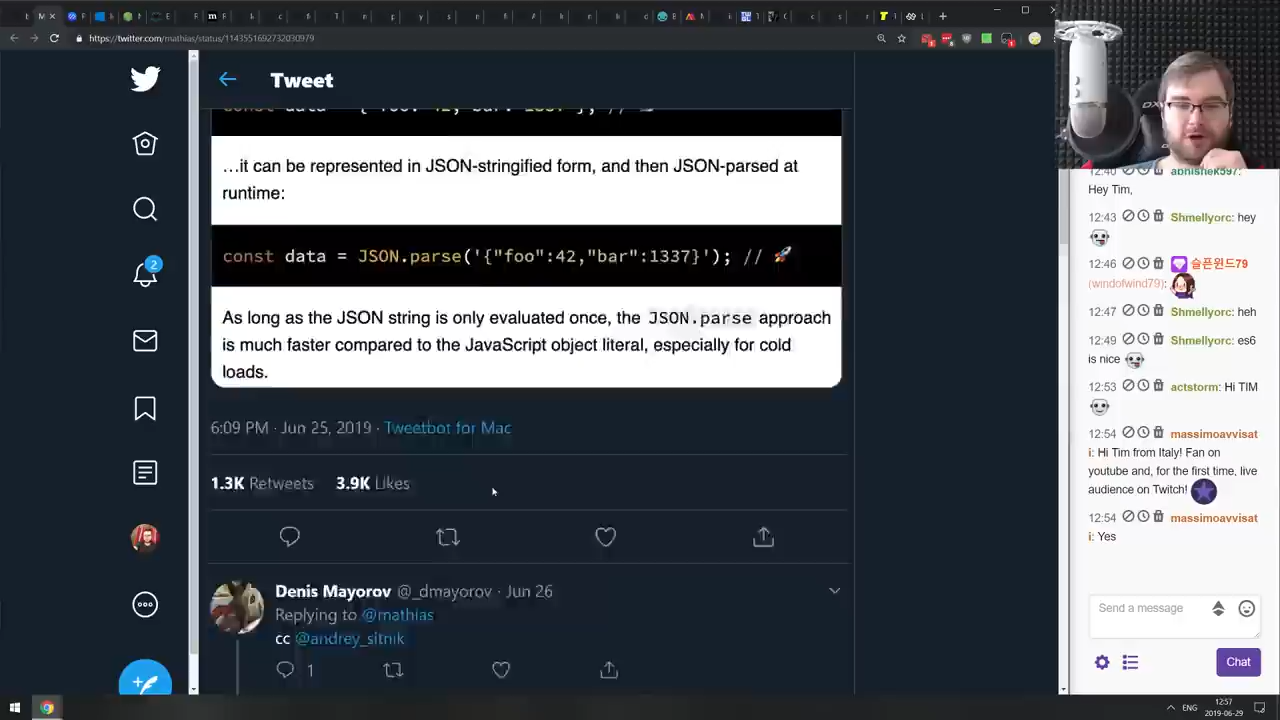 https://twitter.com/mathias/status/1143551692732030979
Tweet
…it can be represented in JSON-stringified form, and then JSON-parsed at
runtime:
const data = JSON.parse('{"foo":42,"bar":1337}'); // 🚀
As long as the JSON string is only evaluated once, the JSON.parse approach
is much faster compared to the JavaScript object literal, especially for cold
loads.
6:09 PM · Jun 25, 2019 · Tweetbot for Mac
1.3K Retweets 3.9K Likes
Denis Mayorov @_dmayorov · Jun 26
Replying to @mathias
cc @andrey_sitnik
1
2
12:40 abhishek597:
Hey Tim,
12:43 Shmellyorc: hey
12:46 슬픈윈드79
(windofwind79):
12:47 Shmellyorc: heh
12:49 Shmellyorc: es6
is nice
12:53 actstorm: Hi TIM
12:54 massimoavvisat
i: Hi Tim from Italy! Fan on
youtube and, for the first time, live
audience on Twitch!
12:54 massimoavvisat
i: Yes
Send a message
Chat
ENG
12:57
2019-06-29